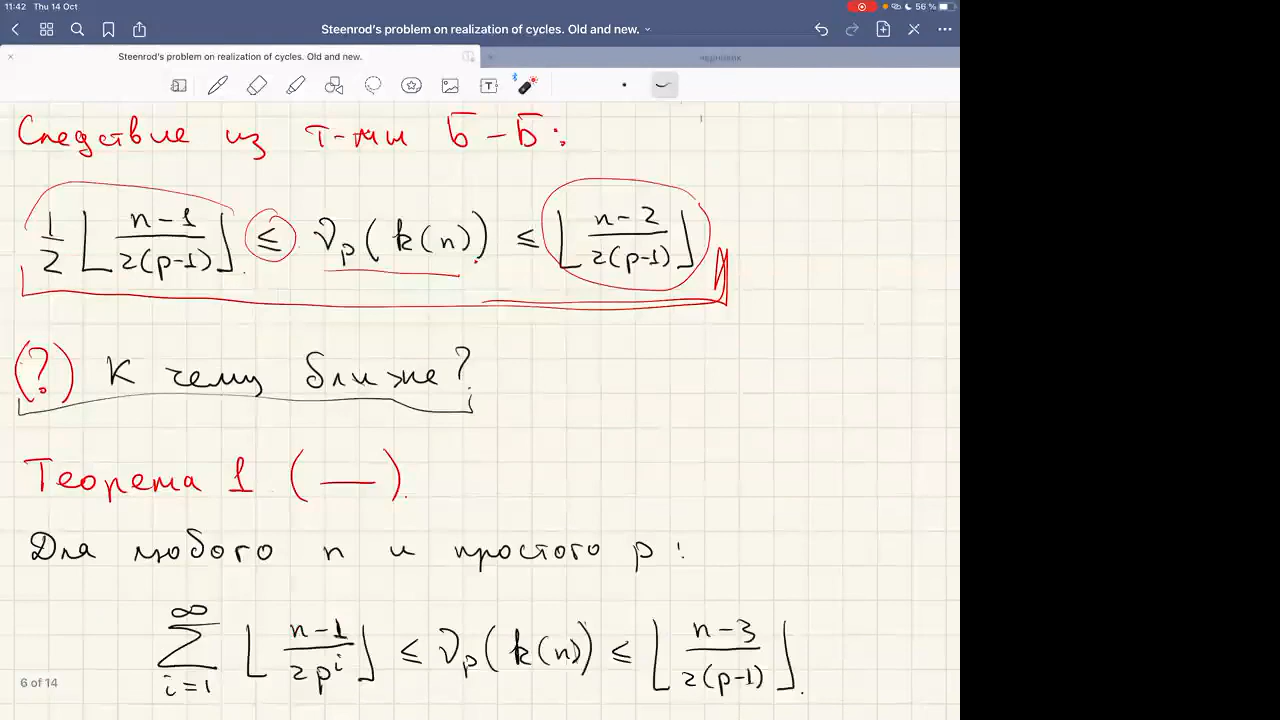 11:42 Thu 14 Oct
56 %
Steenrod's problem on realization of cycles. Old and new.
Steenrod's problem on realization of cycles. Old and new.
черновик
Следствие из т-мы Б-Б:
1/2 ⌊(n-1)/(2(p-1))⌋ ≤ ν_p(k(n)) ≤ ⌊(n-2)/(2(p-1))⌋
(?) К чему ближе?
Теорема 1 (—).
Для любого n и простого p:
∑_{i=1}^{∞} ⌊(n-1)/(2p^i)⌋ ≤ ν_p(k(n)) ≤ ⌊(n-3)/(2(p-1))⌋.
6 of 14